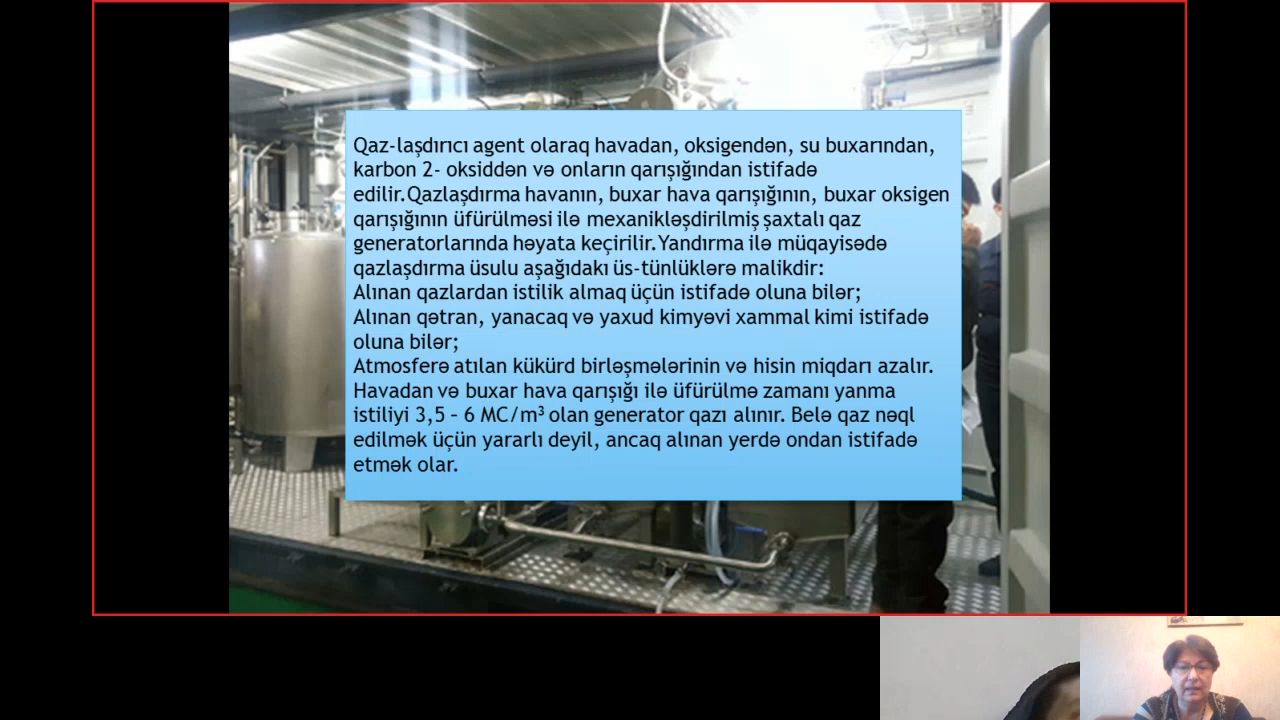 Qaz-laşdırıcı agent olaraq havadan, oksigendən, su buxarından,
karbon 2- oksiddən və onların qarışığından istifadə
edilir.Qazlaşdırma havanın, buxar hava qarışığının, buxar oksigen
qarışığının üfürülməsi ilə mexanikləşdirilmiş şaxtalı qaz
generatorlarında həyata keçirilir.Yandırma ilə müqayisədə
qazlaşdırma üsulu aşağıdakı üs-tünlüklərə malikdir:
Alınan qazlardan istilik almaq üçün istifadə oluna bilər;
Alınan qətran, yanacaq və yaxud kimyəvi xammal kimi istifadə
oluna bilər;
Atmosferə atılan kükürd birləşmələrinin və hisin miqdarı azalır.
Havadan və buxar hava qarışığı ilə üfürülmə zamanı yanma
istiliyi 3,5 – 6 MC/m³ olan generator qazı alınır. Belə qaz nəql
edilmək üçün yararlı deyil, ancaq alınan yerdə ondan istifadə
etmək olar.